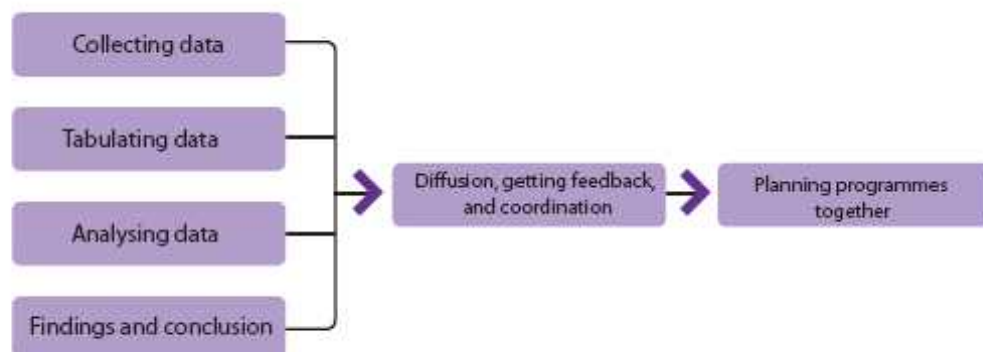 Collecting data
Tabulating data
Analysing data
Findings and conclusion
Diffusion, getting feedback,
and coordination
Planning programmes
together